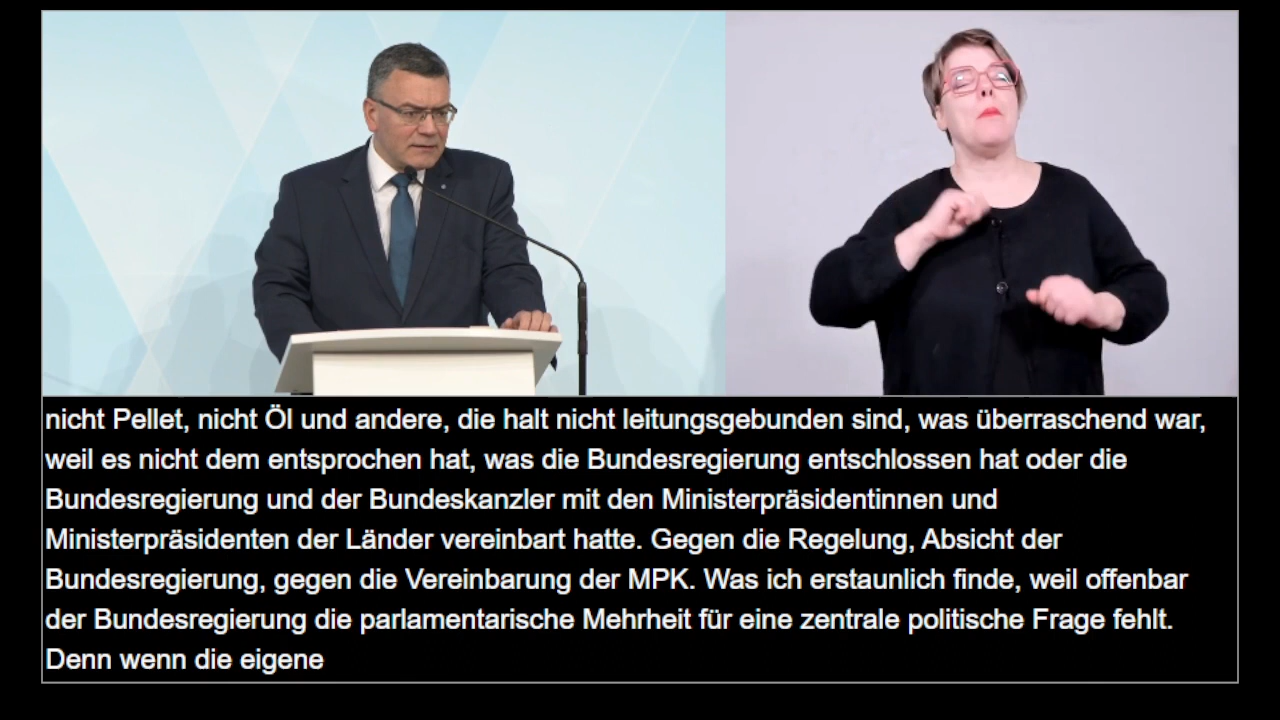 nicht Pellet, nicht Öl und andere, die halt nicht leitungsgebunden sind, was überraschend war,
weil es nicht dem entsprochen hat, was die Bundesregierung entschlossen hat oder die
Bundesregierung und der Bundeskanzler mit den Ministerpräsidentinnen und
Ministerpräsidenten der Länder vereinbart hatte. Gegen die Regelung, Absicht der
Bundesregierung, gegen die Vereinbarung der MPK. Was ich erstaunlich finde, weil offenbar
der Bundesregierung die parlamentarische Mehrheit für eine zentrale politische Frage fehlt.
Denn wenn die eigene